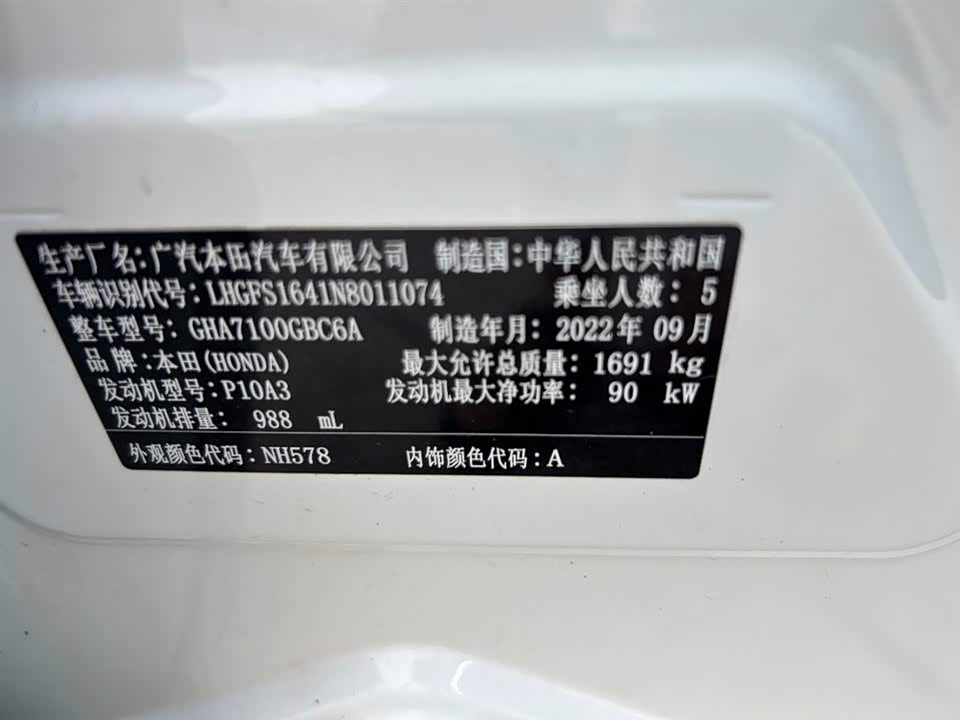 生产厂名:广汽本田汽车有限公司 制造国:中华人民共和国
车辆识别代号:LHGFS1641N8011074 乘坐人数: 5
整车型号: GHA7100GBC6A 制造年月: 2022年 09月
品 牌:本田(HONDA) 最大允许总质量: 1691 kg
发动机型号:P10A3 发动机最大净功率: 90 kW
发动机排量: 988 mL
外观颜色代码:NH578 内饰颜色代码:A